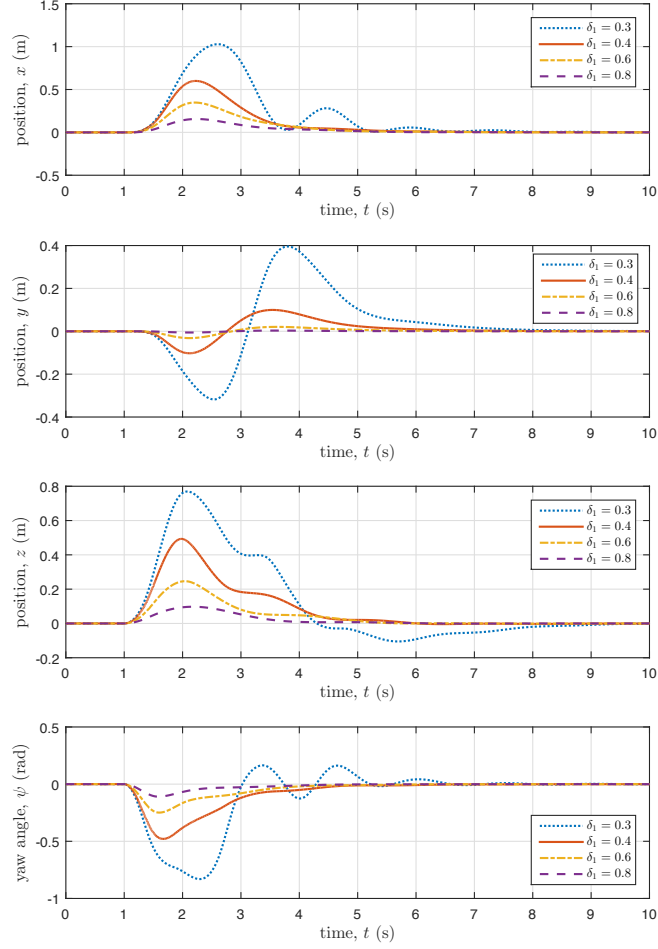 1.5
1
0.5
0
-0.5
position, x (m)
δ₁ = 0.3
δ₁ = 0.4
δ₁ = 0.6
δ₁ = 0.8
0 1 2 3 4 5 6 7 8 9 10
time, t (s)
0.4
0.2
0
-0.2
-0.4
position, y (m)
δ₁ = 0.3
δ₁ = 0.4
δ₁ = 0.6
δ₁ = 0.8
0 1 2 3 4 5 6 7 8 9 10
time, t (s)
0.8
0.6
0.4
0.2
0
-0.2
position, z (m)
δ₁ = 0.3
δ₁ = 0.4
δ₁ = 0.6
δ₁ = 0.8
0 1 2 3 4 5 6 7 8 9 10
time, t (s)
0.5
0
-0.5
-1
yaw angle, ψ (rad)
δ₁ = 0.3
δ₁ = 0.4
δ₁ = 0.6
δ₁ = 0.8
0 1 2 3 4 5 6 7 8 9 10
time, t (s)